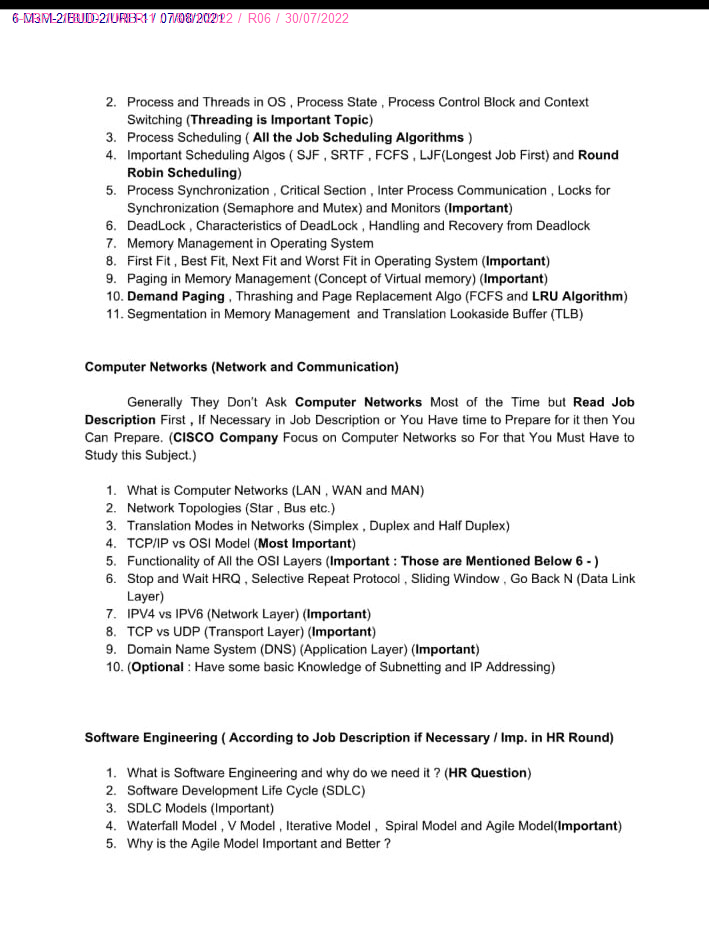 R06 / 30/07/2022
2. Process and Threads in OS , Process State , Process Control Block and Context
Switching (Threading is Important Topic)
3. Process Scheduling ( All the Job Scheduling Algorithms )
4. Important Scheduling Algos ( SJF , SRTF , FCFS , LJF(Longest Job First) and Round
Robin Scheduling)
5. Process Synchronization , Critical Section , Inter Process Communication , Locks for
Synchronization (Semaphore and Mutex) and Monitors (Important)
6. DeadLock , Characteristics of DeadLock , Handling and Recovery from Deadlock
7. Memory Management in Operating System
8. First Fit , Best Fit, Next Fit and Worst Fit in Operating System (Important)
9. Paging in Memory Management (Concept of Virtual memory) (Important)
10. Demand Paging , Thrashing and Page Replacement Algo (FCFS and LRU Algorithm)
11. Segmentation in Memory Management and Translation Lookaside Buffer (TLB)
Computer Networks (Network and Communication)
Generally They Don't Ask Computer Networks Most of the Time but Read Job
Description First , If Necessary in Job Description or You Have time to Prepare for it then You
Can Prepare. (CISCO Company Focus on Computer Networks so For that You Must Have to
Study this Subject.)
1. What is Computer Networks (LAN , WAN and MAN)
2. Network Topologies (Star , Bus etc.)
3. Translation Modes in Networks (Simplex , Duplex and Half Duplex)
4. TCP/IP vs OSI Model (Most Important)
5. Functionality of All the OSI Layers (Important : Those are Mentioned Below 6 - )
6. Stop and Wait HRQ , Selective Repeat Protocol , Sliding Window , Go Back N (Data Link
Layer)
7. IPV4 vs IPV6 (Network Layer) (Important)
8. TCP vs UDP (Transport Layer) (Important)
9. Domain Name System (DNS) (Application Layer) (Important)
10. (Optional : Have some basic Knowledge of Subnetting and IP Addressing)
Software Engineering ( According to Job Description if Necessary / Imp. in HR Round)
1. What is Software Engineering and why do we need it ? (HR Question)
2. Software Development Life Cycle (SDLC)
3. SDLC Models (Important)
4. Waterfall Model , V Model , Iterative Model , Spiral Model and Agile Model(Important)
5. Why is the Agile Model Important and Better ?